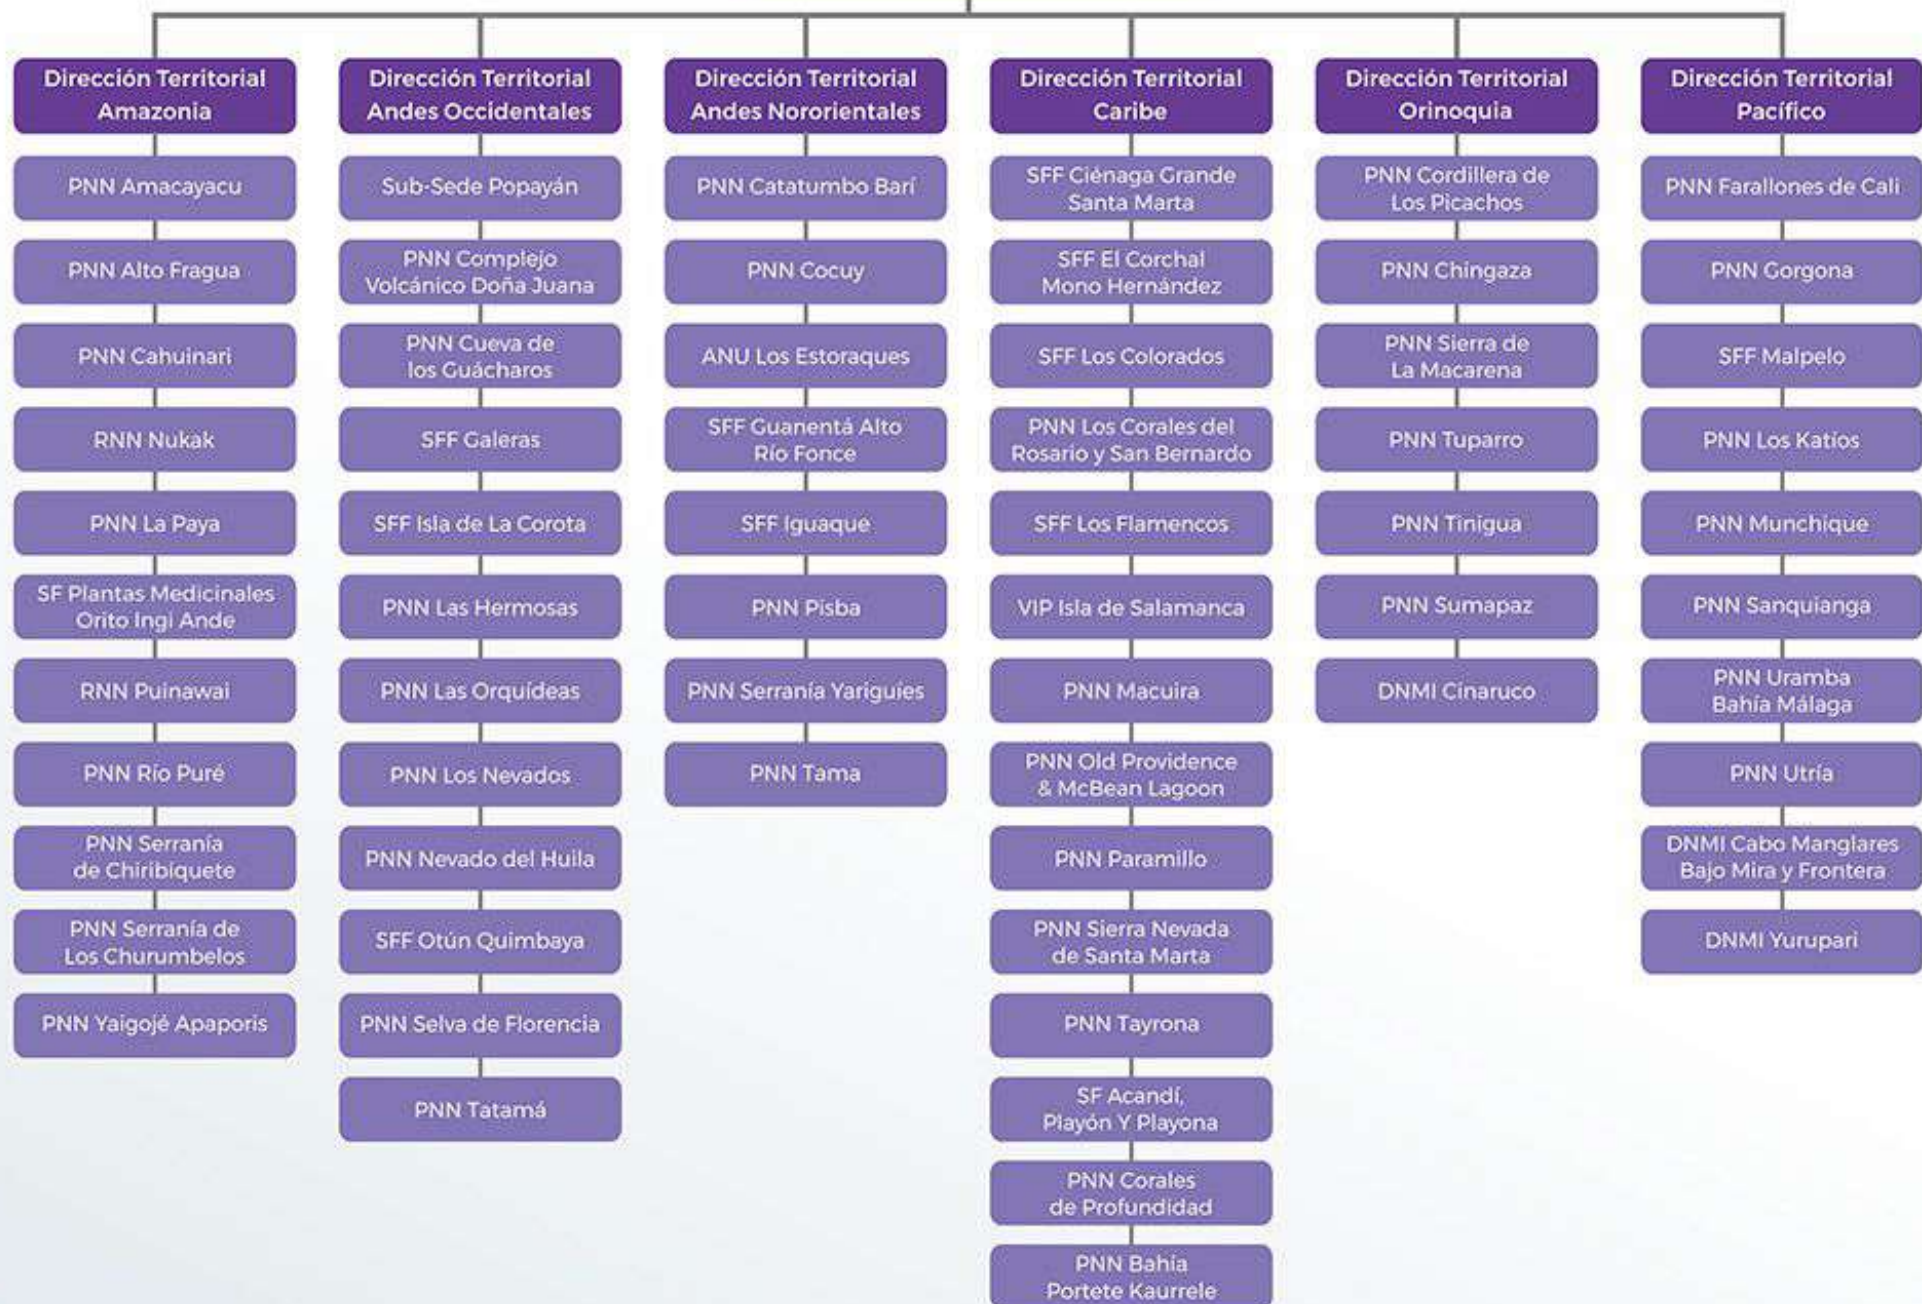 Dirección Territorial
Amazonia
PNN Amacayacu
PNN Alto Fragua
PNN Cahuinari
RNN Nukak
PNN La Paya
SF Plantas Medicinales
Orito Ingi Ande
RNN Puinawai
PNN Río Puré
PNN Serranía
de Chiribiquete
PNN Serranía de
Los Churumbelos
PNN Yaigojé Apaporis
Dirección Territorial
Andes Occidentales
Sub-Sede Popayán
PNN Complejo
Volcánico Doña Juana
PNN Cueva de
los Guácharos
SFF Galeras
SFF Isla de La Corota
PNN Las Hermosas
PNN Las Orquídeas
PNN Los Nevados
PNN Nevado del Huila
SFF Otún Quimbaya
PNN Selva de Florencia
PNN Tatamá
Dirección Territorial
Andes Nororientales
PNN Catatumbo Barí
PNN Cocuy
ANU Los Estoraques
SFF Guanentá Alto
Río Fonce
SFF Iguaque
PNN Pisba
PNN Serranía Yariguíes
PNN Tama
Dirección Territorial
Caribe
SFF Ciénaga Grande
Santa Marta
SFF El Corchal
Mono Hernández
SFF Los Colorados
PNN Los Corales del
Rosario y San Bernardo
SFF Los Flamencos
VIP Isla de Salamanca
PNN Macuira
PNN Old Providence
& McBean Lagoon
PNN Paramillo
PNN Sierra Nevada
de Santa Marta
PNN Tayrona
SF Acandí,
Playón Y Playona
PNN Corales
de Profundidad
PNN Bahía
Portete Kaurrele
Dirección Territorial
Orinoquia
PNN Cordillera de
Los Picachos
PNN Chingaza
PNN Sierra de
La Macarena
PNN Tuparro
PNN Tinigua
PNN Sumapaz
DNMI Cinaruco
Dirección Territorial
Pacífico
PNN Farallones de Cali
PNN Gorgona
SFF Malpelo
PNN Los Katíos
PNN Munchique
PNN Sanquianga
PNN Uramba
Bahía Málaga
PNN Utría
DNMI Cabo Manglares
Bajo Mira y Frontera
DNMI Yurupari